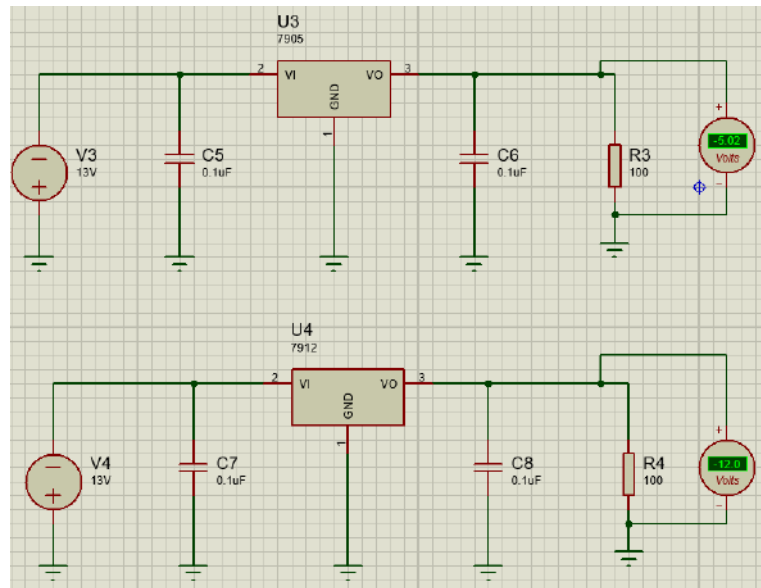 U3
7905
2
VI
VO
3
GND
1
V3
13V
C5
0.1uF
C6
0.1uF
R3
100
+
-5.02
Volts
−
−
+
U4
7912
2
VI
VO
3
GND
1
V4
13V
C7
0.1uF
C8
0.1uF
R4
100
+
-12.0
Volts
−
−
+